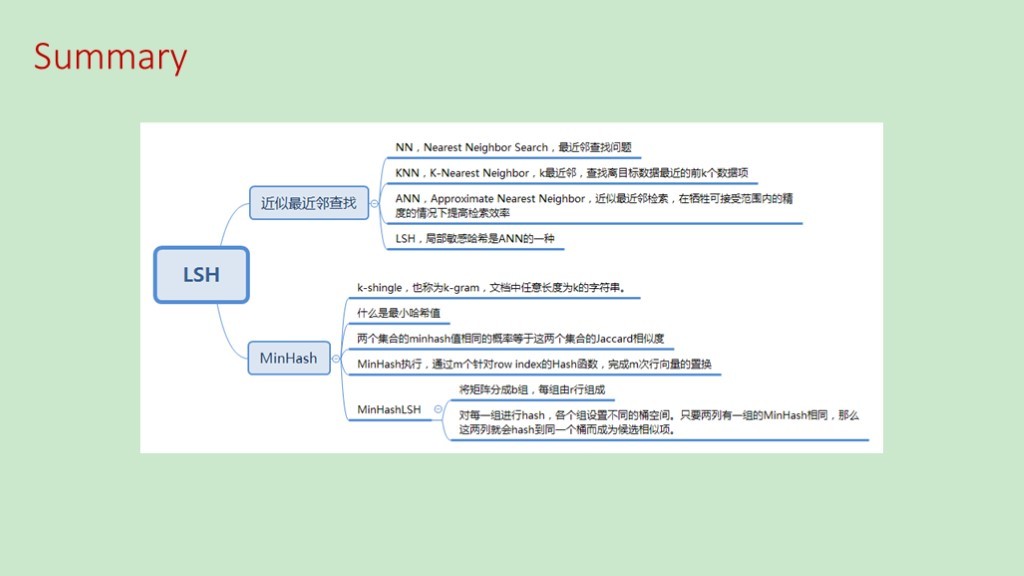 Summary
LSH
近似最近邻查找
NN，Nearest Neighbor Search，最近邻查找问题
KNN，K-Nearest Neighbor，k最近邻，查找离目标数据最近的前k个数据项
ANN，Approximate Nearest Neighbor，近似最近邻检索，在牺牲可接受范围内的精
度的情况下提高检索效率
LSH，局部敏感哈希是ANN的一种
MinHash
k-shingle，也称为k-gram，文档中任意长度为k的字符串。
什么是最小哈希值
两个集合的minhash值相同的概率等于这两个集合的Jaccard相似度
MinHash执行，通过m个针对row index的Hash函数，完成m次行向量的置换
MinHashLSH
将矩阵分成b组，每组由r行组成
对每一组进行hash，各个组设置不同的桶空间。只要两列有一组的MinHash相同，那么
这两列就会hash到同一个桶而成为候选相似项。